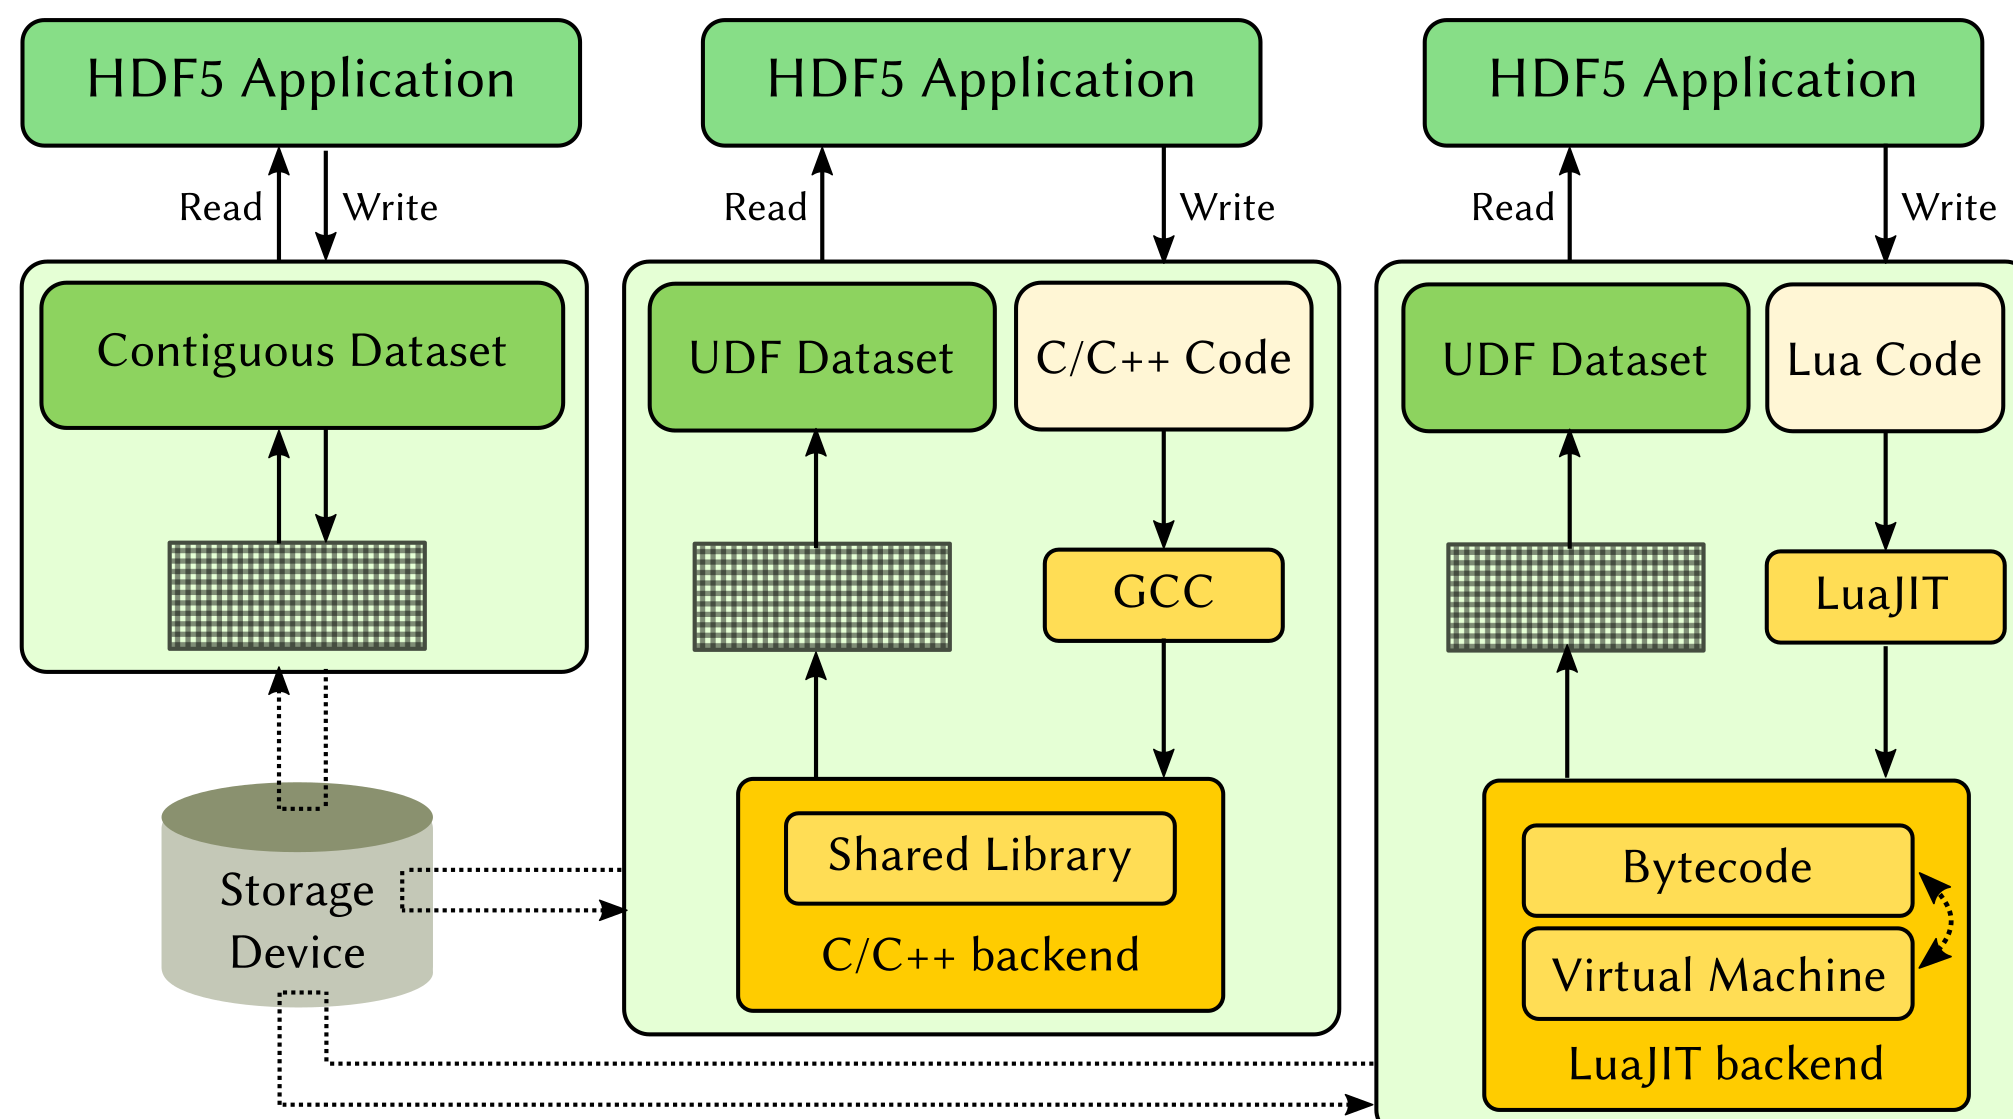 HDF5 Application
HDF5 Application
HDF5 Application
Read
Write
Read
Write
Read
Write
Contiguous Dataset
UDF Dataset
C/C++ Code
UDF Dataset
Lua Code
GCC
LuaJIT
Storage
Device
Shared Library
C/C++ backend
Bytecode
Virtual Machine
LuaJIT backend